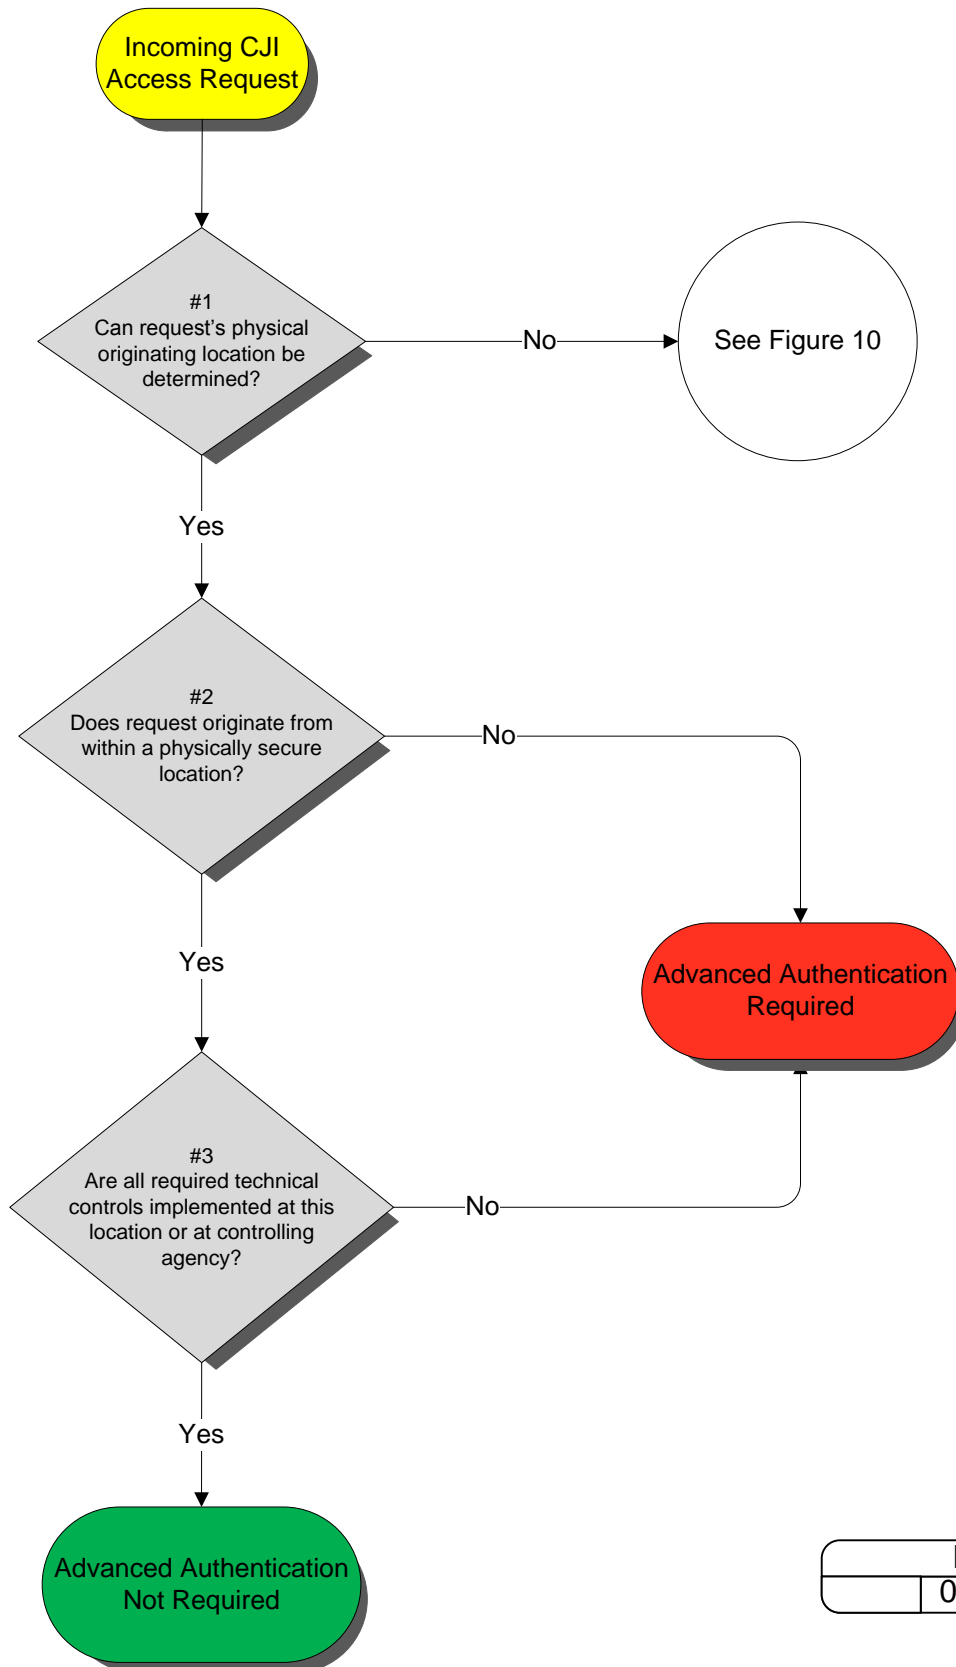 Incoming CJI
Access Request
#1
Can request's physical
originating location be
determined?
No
See Figure 10
Yes
#2
Does request originate from
within a physically secure
location?
No
Yes
Advanced Authentication
Required
#3
Are all required technical
controls implemented at this
location or at controlling
agency?
No
Yes
Advanced Authentication
Not Required
0